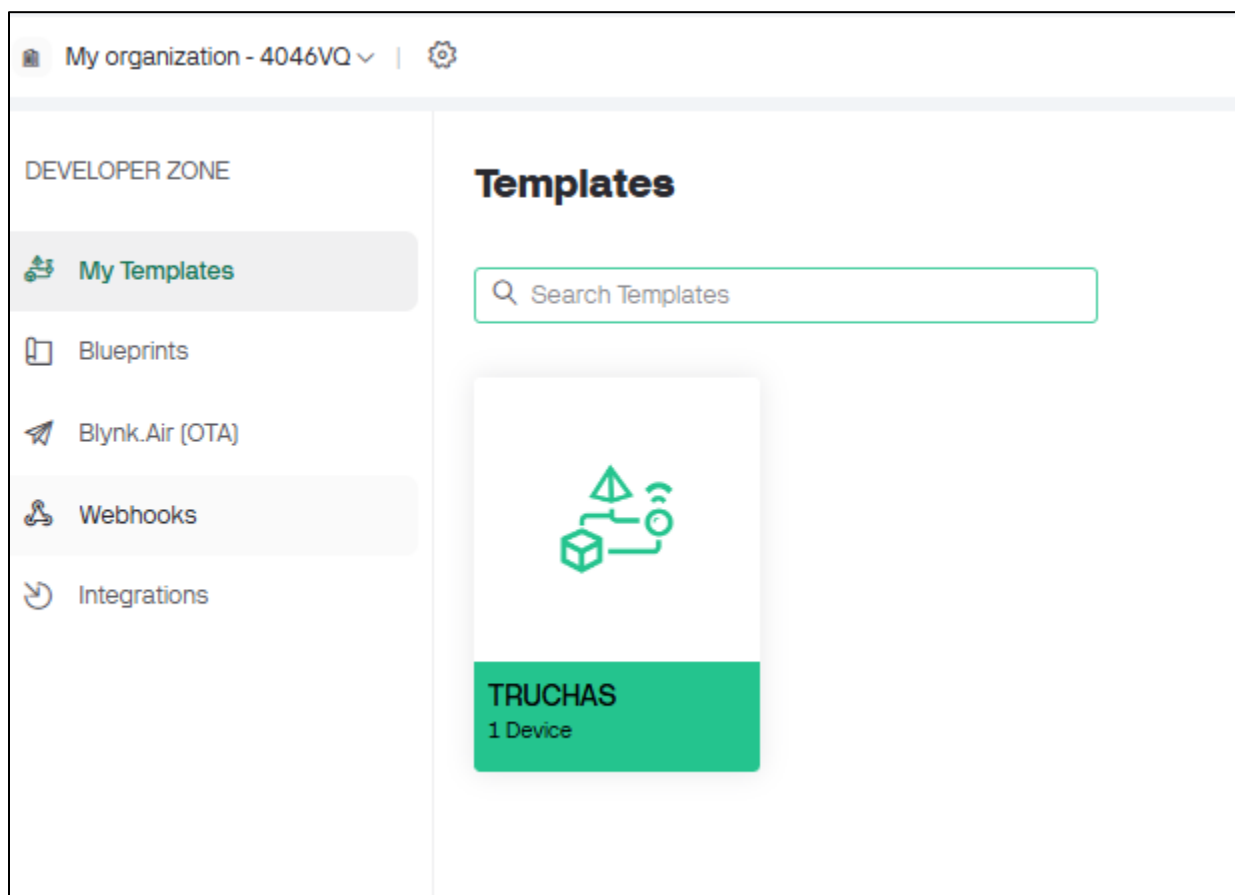 My organization - 4046VQ
DEVELOPER ZONE
My Templates
Blueprints
Blynk.Air (OTA)
Webhooks
Integrations
Templates
Search Templates
TRUCHAS
1 Device